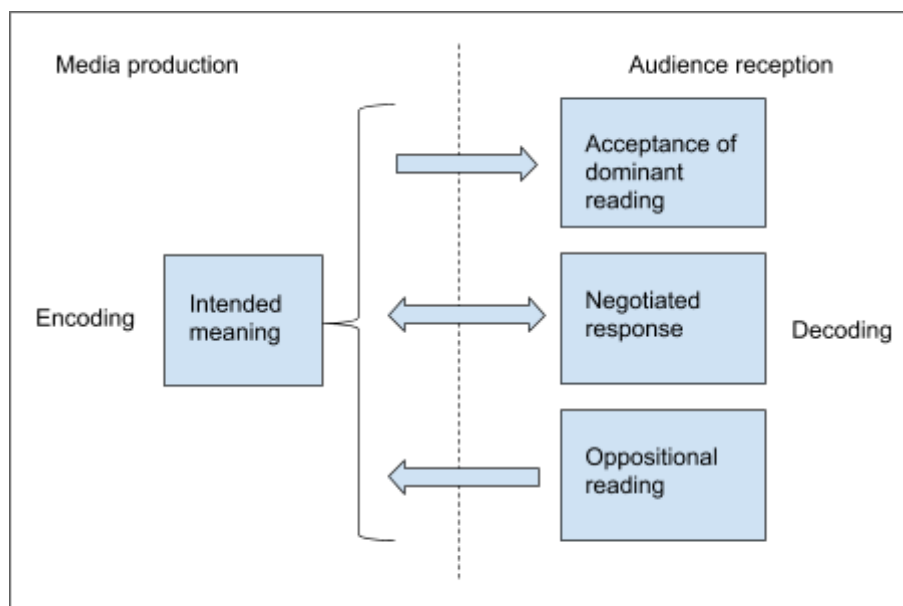 Media production
Audience reception
Acceptance of
dominant
reading
Encoding
Intended
meaning
Negotiated
response
Decoding
Oppositional
reading